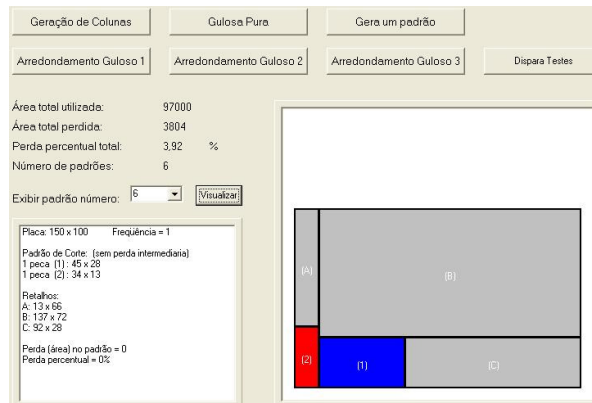 Geração de Colunas
Gulosa Pura
Gera um padrão
Arredondamento Guloso 1
Arredondamento Guloso 2
Arredondamento Guloso 3
Dispara Testes
Área total utilizada: 97000
Área total perdida: 3804
Perda percentual total: 3,92 %
Número de padrões: 6
Exibir padrão número: 6 Visualizar
Placa: 150 x 100 Freqüência = 1
Padrão de Corte: (sem perda intermediaria)
1 peca (1) : 45 x 28
1 peca (2) : 34 x 13
Retalhos:
A: 13 x 66
B: 137 x 72
C: 92 x 28
Perda (área) no padrão = 0
Perda percentual = 0%
(A)
(B)
(2)
(1)
(C)